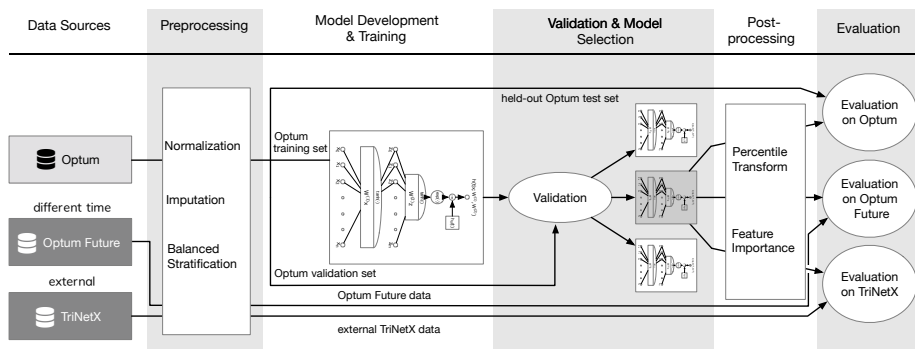 Data Sources
Preprocessing
Model Development
& Training
Validation & Model
Selection
Post-
processing
Evaluation
held-out Optum test set
Optum
Normalization
Imputation
Balanced
Stratification
Optum
training set
Validation
Percentile
Transform
Feature
Importance
Evaluation
on Optum
different time
Optum Future
Evaluation
on Optum
Future
Optum validation set
external
TriNetX
Optum Future data
external TriNetX data
Evaluation
on TriNetX